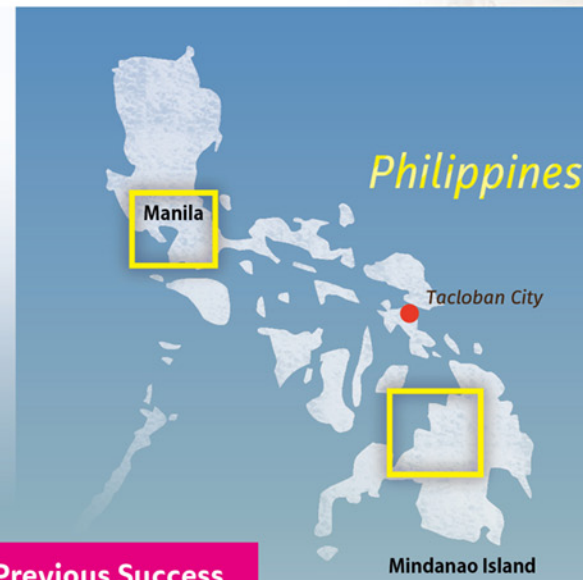 Philippines
Manila
Tacloban City
Mindanao Island
Previous Success